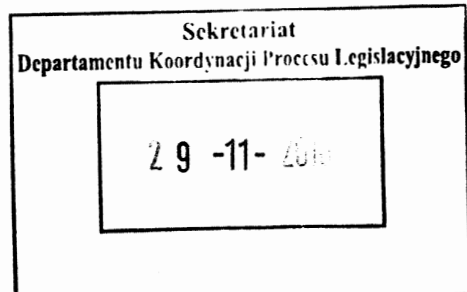 Sekretariat
Departamentu Koordynacji Procesu Legislacyjnego
29 -11-